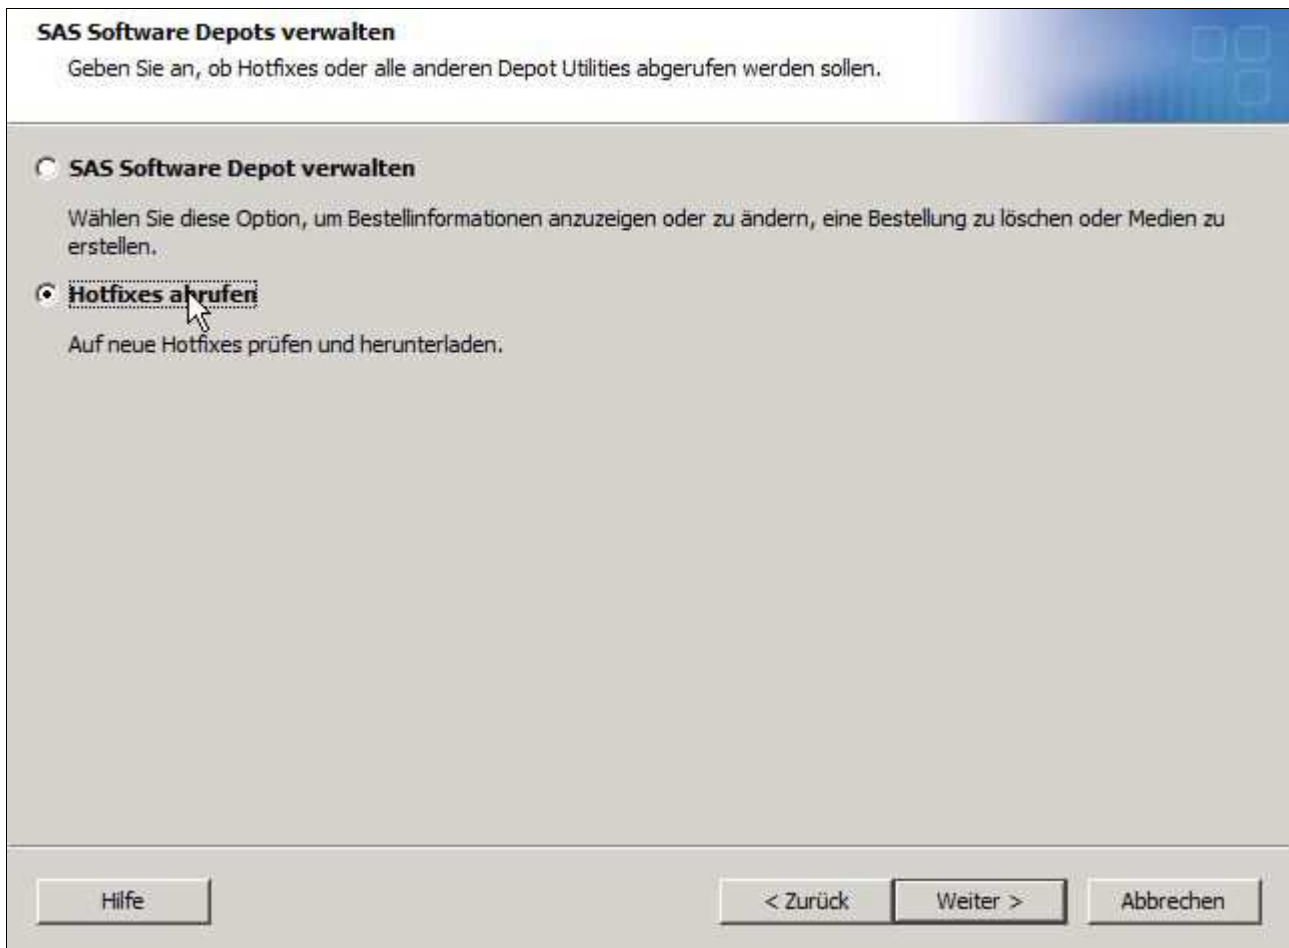 SAS Software Depots verwalten
Geben Sie an, ob Hotfixes oder alle anderen Depot Utilities abgerufen werden sollen.
SAS Software Depot verwalten
Wählen Sie diese Option, um Bestellinformationen anzuzeigen oder zu ändern, eine Bestellung zu löschen oder Medien zu
erstellen.
Hotfixes abrufen
Auf neue Hotfixes prüfen und herunterladen.
Hilfe < Zurück Weiter > Abbrechen